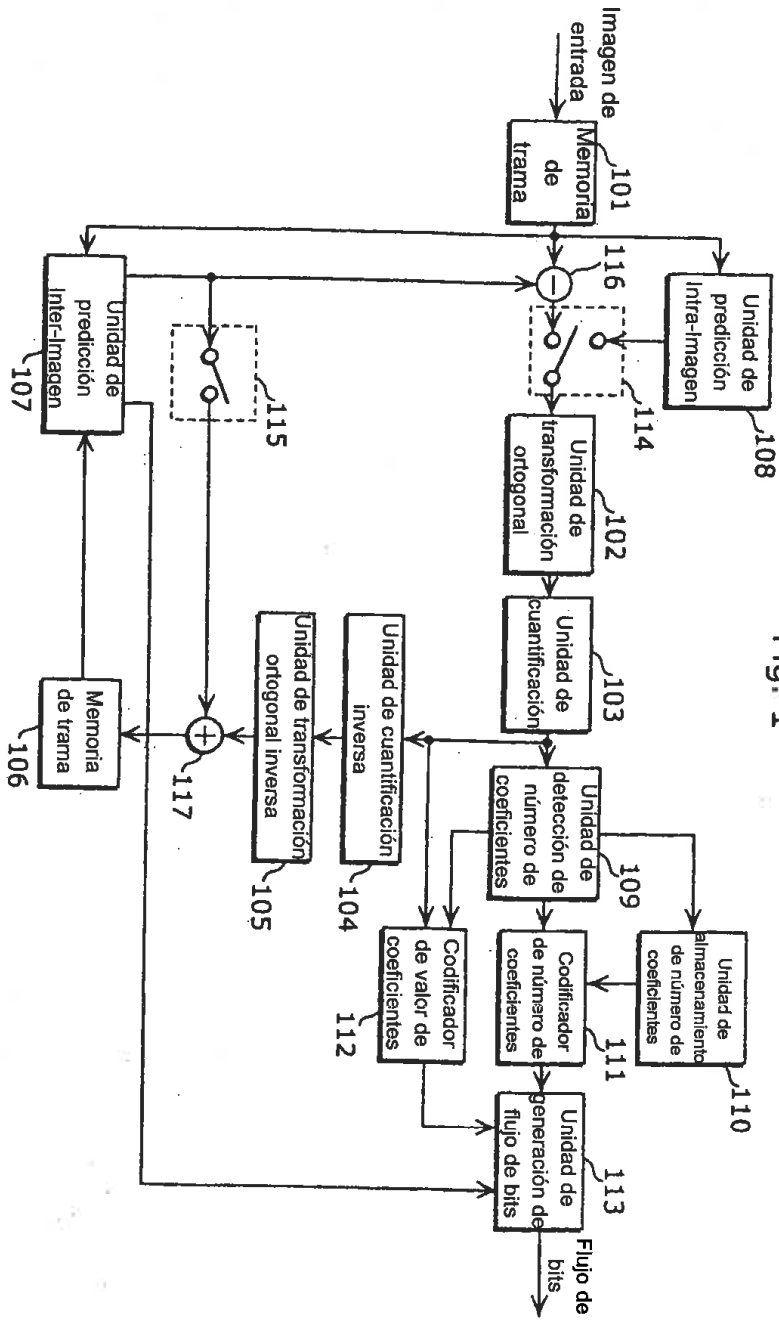 Fig. 1
Imagen de
entrada
101
Memoria
de
trama
116
Unidad de
predicción
Intra-Imagen
108
114
Unidad de
transformación
ortogonal
102
Unidad de
cuantificación
103
Unidad de
detección de
número de
coeficientes
109
Unidad de
almacenamiento
de número de
coeficientes
110
Codificador
de número de
coeficientes
111
Codificador
de valor de
coeficientes
112
Unidad de
generación de
flujo de bits
113
Flujo de
bits
Unidad de cuantificación
inversa
104
Unidad de transformación
ortogonal inversa
105
117
115
Unidad de
predicción
Inter-Imagen
107
Memoria
de trama
106